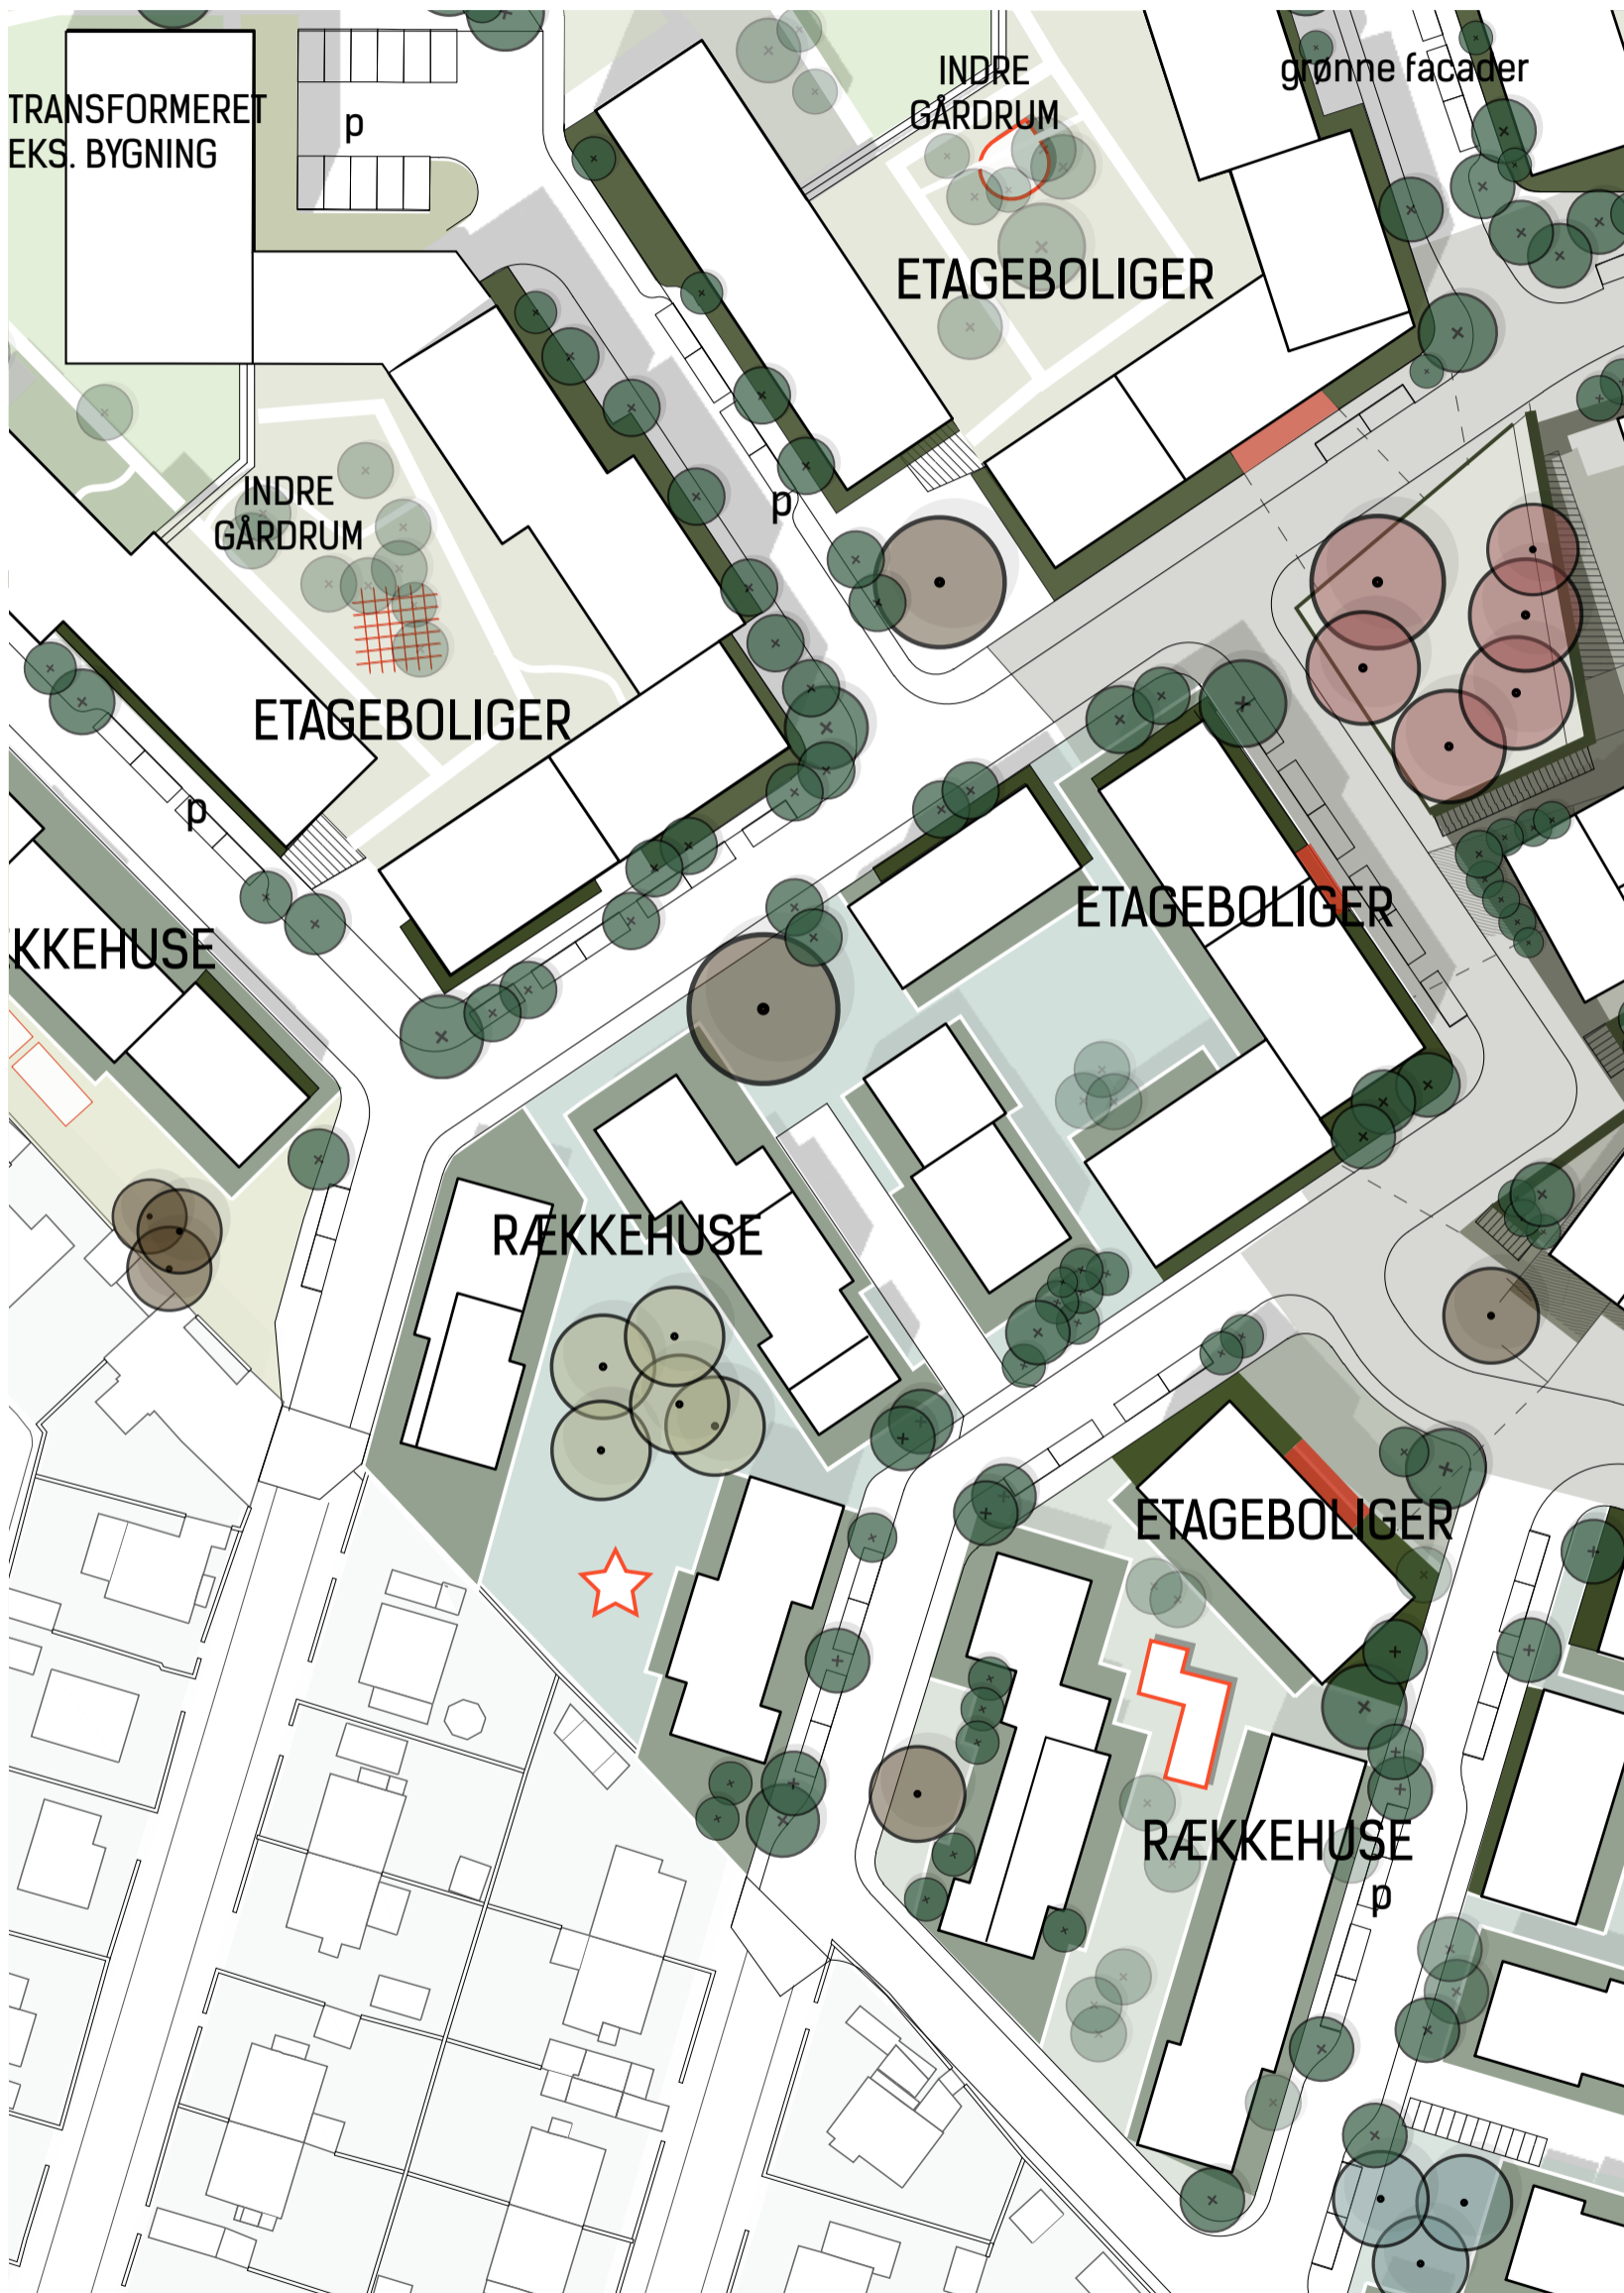 INDRE
GÅRDRUM
grønne facader
TRANSFORMERET
EKS. BYGNING
p
ETAGEBOLIGER
INDRE
GÅRDRUM
p
ETAGEBOLIGER
p
ETAGEBOLIGER
KKEHUSE
RÆKKEHUSE
ETAGEBOLIGER
RÆKKEHUSE
p